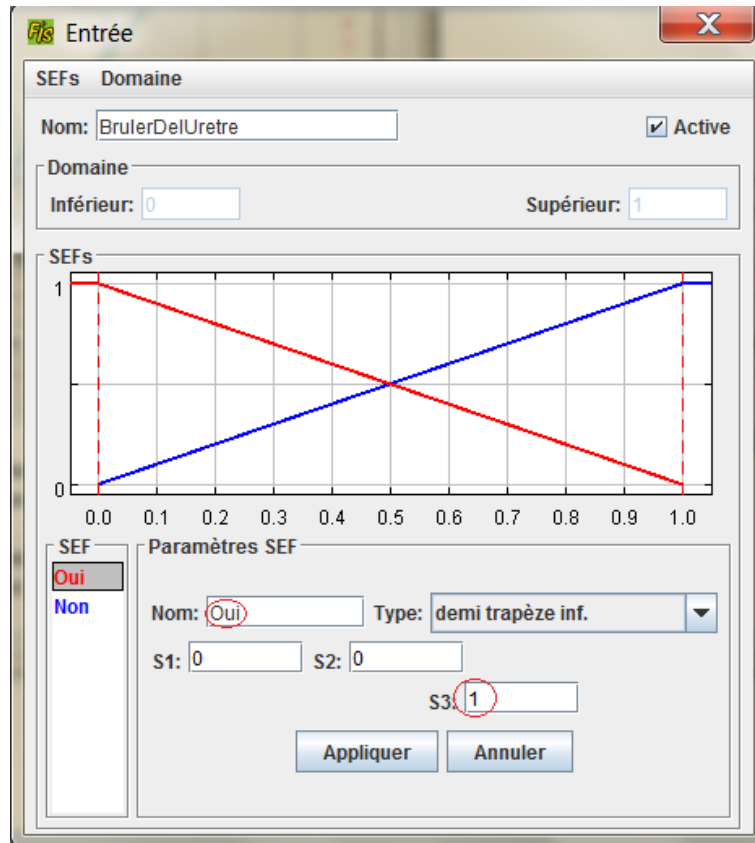 Fis Entrée
SEFs Domaine
Nom: BrulerDelUretre Active
Domaine
Inférieur: 0 Supérieur: 1
SEFs
1
0
0.0 0.1 0.2 0.3 0.4 0.5 0.6 0.7 0.8 0.9 1.0
SEF
Oui
Non
Paramètres SEF
Nom: Oui Type: demi trapèze inf.
S1: 0 S2: 0
S3: 1
Appliquer Annuler